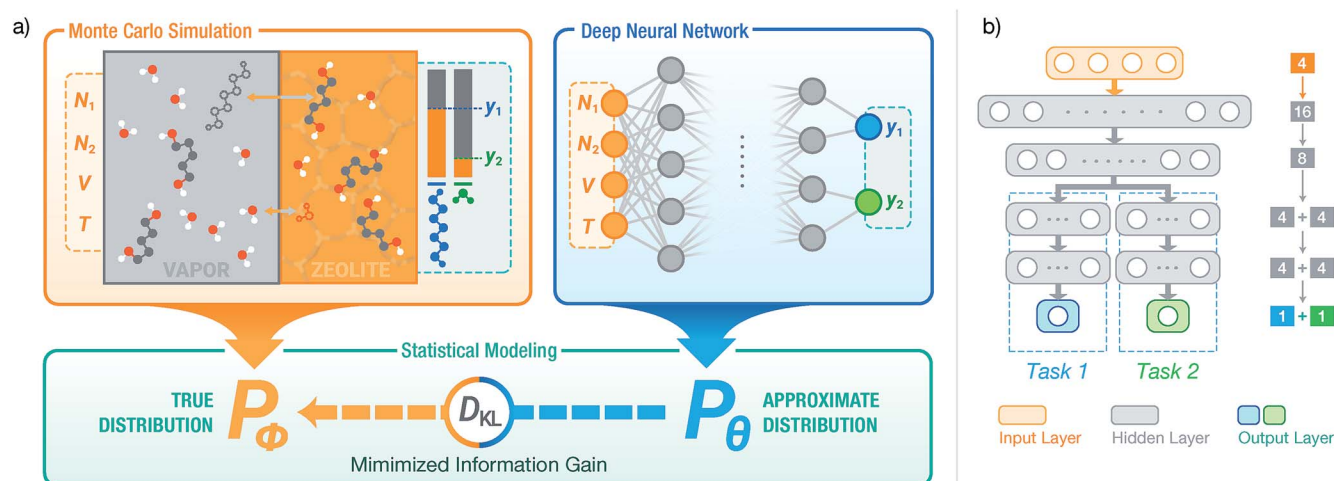 a)
Monte Carlo Simulation
N1
N2
V
T
VAPOR
ZEOLITE
y1
y2
Deep Neural Network
N1
N2
V
T
y1
y2
Statistical Modeling
TRUE
DISTRIBUTION
PΦ
DKL
Pθ
APPROXIMATE
DISTRIBUTION
Mimimized Information Gain
b)
Task 1
Task 2
4
16
8
4 + 4
4 + 4
1 + 1
Input Layer
Hidden Layer
Output Layer